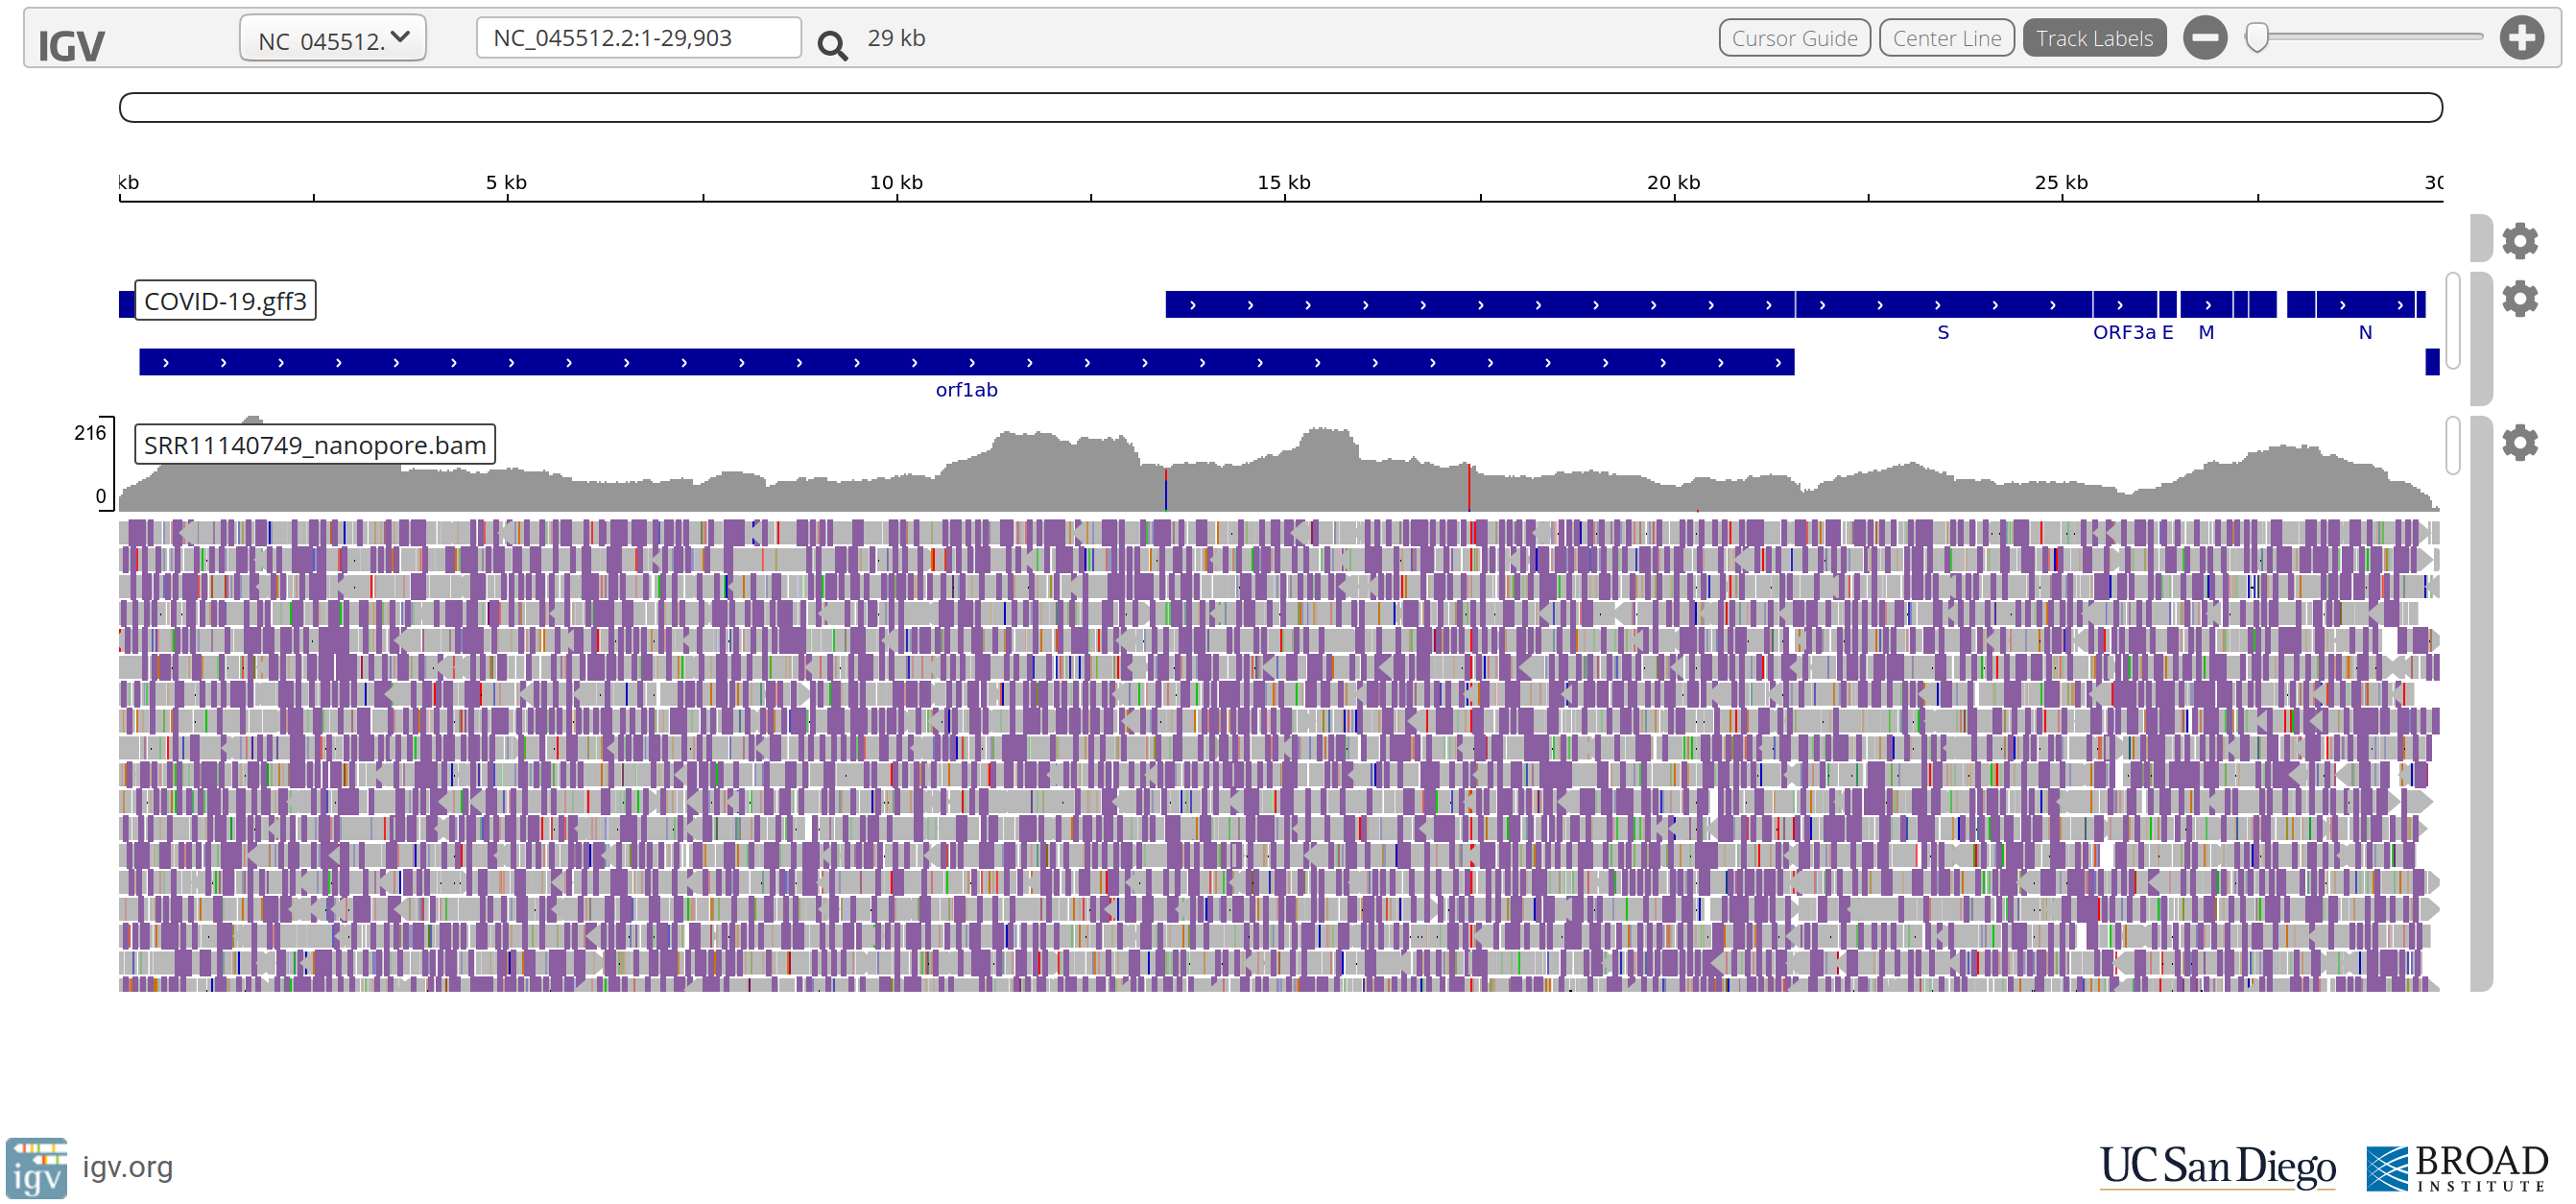 IGV NC_045512. NC_045512.2:1-29,903 29 kb Cursor Guide Center Line Track Labels
kb 5 kb 10 kb 15 kb 20 kb 25 kb 30
COVID-19.gff3
S ORF3a E M N
orf1ab
216
SRR11140749_nanopore.bam
0
igv igv.org UC San Diego BROAD
INSTITUTE